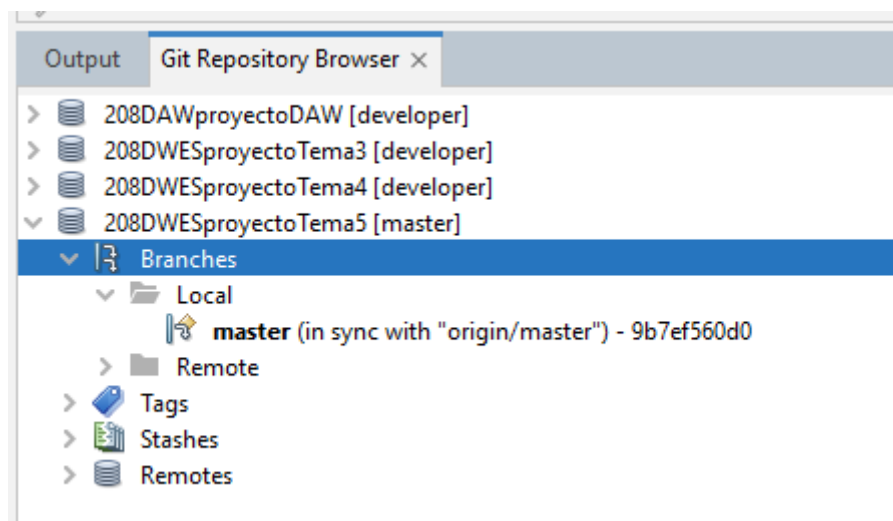 Output Git Repository Browser
208DAWproyectoDAW [developer]
208DWESproyectoTema3 [developer]
208DWESproyectoTema4 [developer]
208DWESproyectoTema5 [master]
Branches
Local
master (in sync with "origin/master") - 9b7ef560d0
Remote
Tags
Stashes
Remotes